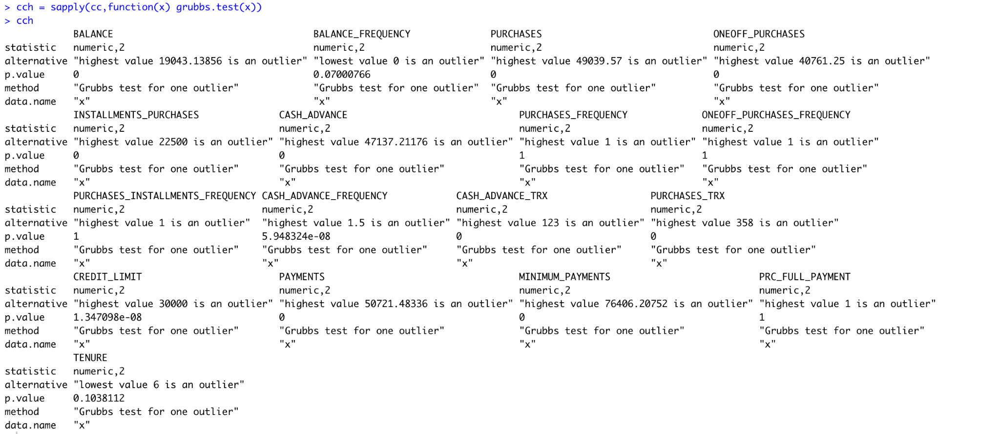 > cch = sapply(cc,function(x) grubbs.test(x))
> cch
            BALANCE                                   BALANCE_FREQUENCY              PURCHASES                              ONEOFF_PURCHASES
statistic   numeric,2                                 numeric,2                      numeric,2                              numeric,2
alternative "highest value 19043.13856 is an outlier" "lowest value 0 is an outlier" "highest value 49039.57 is an outlier" "highest value 40761.25 is an outlier"
p.value     0                                         0.07000766                     0                                      0
method      "Grubbs test for one outlier"             "Grubbs test for one outlier"  "Grubbs test for one outlier"          "Grubbs test for one outlier"
data.name   "x"                                       "x"                            "x"                                    "x"
            INSTALLMENTS_PURCHASES              CASH_ADVANCE                              PURCHASES_FREQUENCY             ONEOFF_PURCHASES_FREQUENCY
statistic   numeric,2                           numeric,2                                 numeric,2                       numeric,2
alternative "highest value 22500 is an outlier" "highest value 47137.21176 is an outlier" "highest value 1 is an outlier" "highest value 1 is an outlier"
p.value     0                                   0                                         1                               1
method      "Grubbs test for one outlier"       "Grubbs test for one outlier"             "Grubbs test for one outlier"   "Grubbs test for one outlier"
data.name   "x"                                 "x"                                       "x"                             "x"
            PURCHASES_INSTALLMENTS_FREQUENCY CASH_ADVANCE_FREQUENCY            CASH_ADVANCE_TRX                  PURCHASES_TRX
statistic   numeric,2                        numeric,2                         numeric,2                         numeric,2
alternative "highest value 1 is an outlier"  "highest value 1.5 is an outlier" "highest value 123 is an outlier" "highest value 358 is an outlier"
p.value     1                                5.948324e-08                      0                                 0
method      "Grubbs test for one outlier"    "Grubbs test for one outlier"     "Grubbs test for one outlier"     "Grubbs test for one outlier"
data.name   "x"                              "x"                               "x"                               "x"
            CREDIT_LIMIT                        PAYMENTS                                  MINIMUM_PAYMENTS                          PRC_FULL_PAYMENT
statistic   numeric,2                           numeric,2                                 numeric,2                                 numeric,2
alternative "highest value 30000 is an outlier" "highest value 50721.48336 is an outlier" "highest value 76406.20752 is an outlier" "highest value 1 is an outlier"
p.value     1.347098e-08                        0                                         0                                         1
method      "Grubbs test for one outlier"       "Grubbs test for one outlier"             "Grubbs test for one outlier"             "Grubbs test for one outlier"
data.name   "x"                                 "x"                                       "x"                                       "x"
            TENURE
statistic   numeric,2
alternative "lowest value 6 is an outlier"
p.value     0.1038112
method      "Grubbs test for one outlier"
data.name   "x"